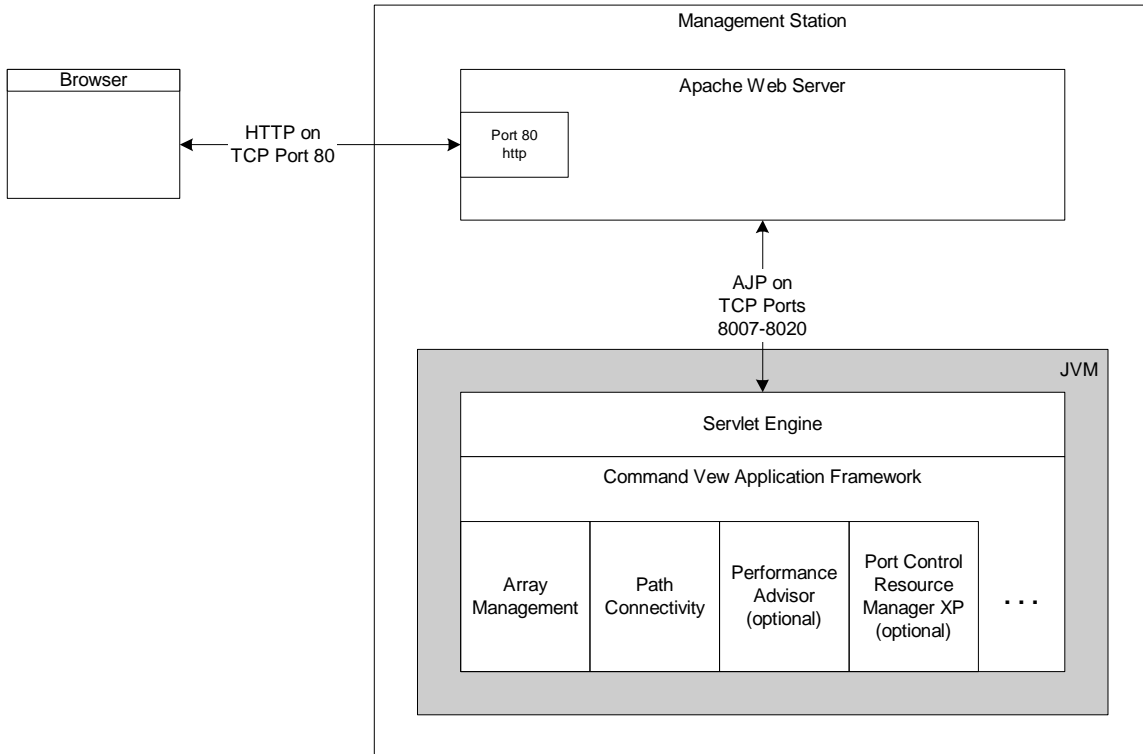 Management Station
Browser
Apache Web Server
HTTP on
TCP Port 80
Port 80
http
AJP on
TCP Ports
8007-8020
JVM
Servlet Engine
Command Vew Application Framework
Array
Management
Path
Connectivity
Performance
Advisor
(optional)
Port Control
Resource
Manager XP
(optional)
. . .